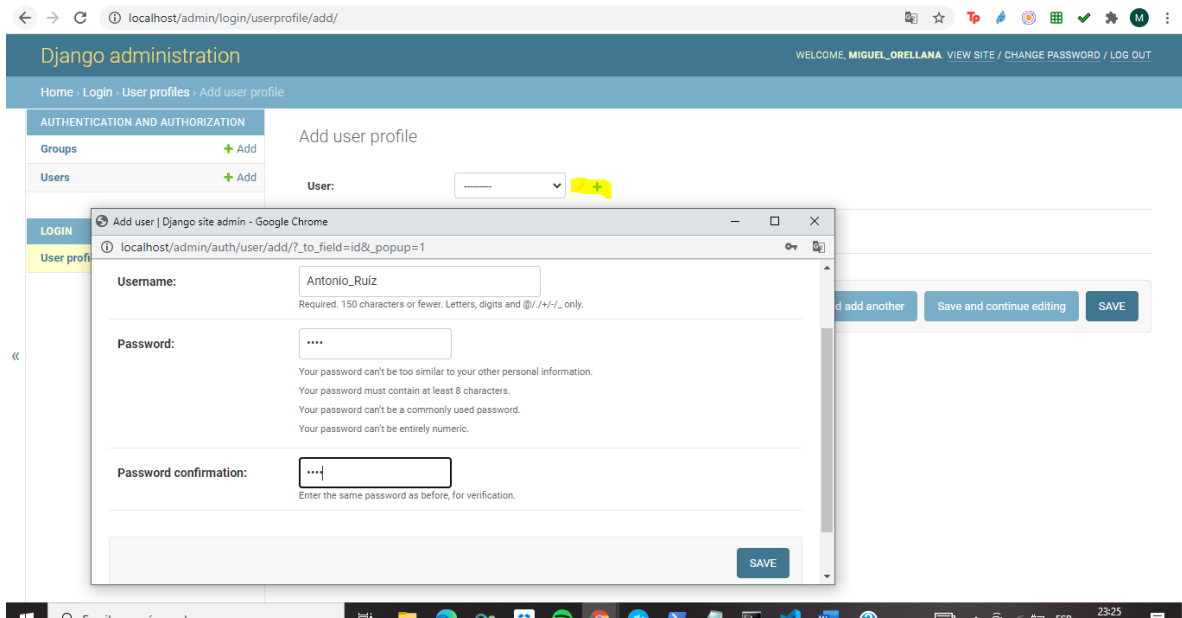 localhost/admin/login/userprofile/add/
Tp
M
Django administration
WELCOME, MIGUEL_ORELLANA. VIEW SITE / CHANGE PASSWORD / LOG OUT
Home › Login › User profiles › Add user profile
AUTHENTICATION AND AUTHORIZATION
Groups + Add
Users + Add
LOGIN
User profi
«
Add user profile
User: --------- +
d add another
Save and continue editing
SAVE
Add user | Django site admin - Google Chrome
localhost/admin/auth/user/add/?_to_field=id&_popup=1
Username: Antonio_Ruíz
Required. 150 characters or fewer. Letters, digits and @/./+/-/_ only.
Password: ••••
Your password can't be too similar to your other personal information.
Your password must contain at least 8 characters.
Your password can't be a commonly used password.
Your password can't be entirely numeric.
Password confirmation: ••••
Enter the same password as before, for verification.
SAVE
23:25